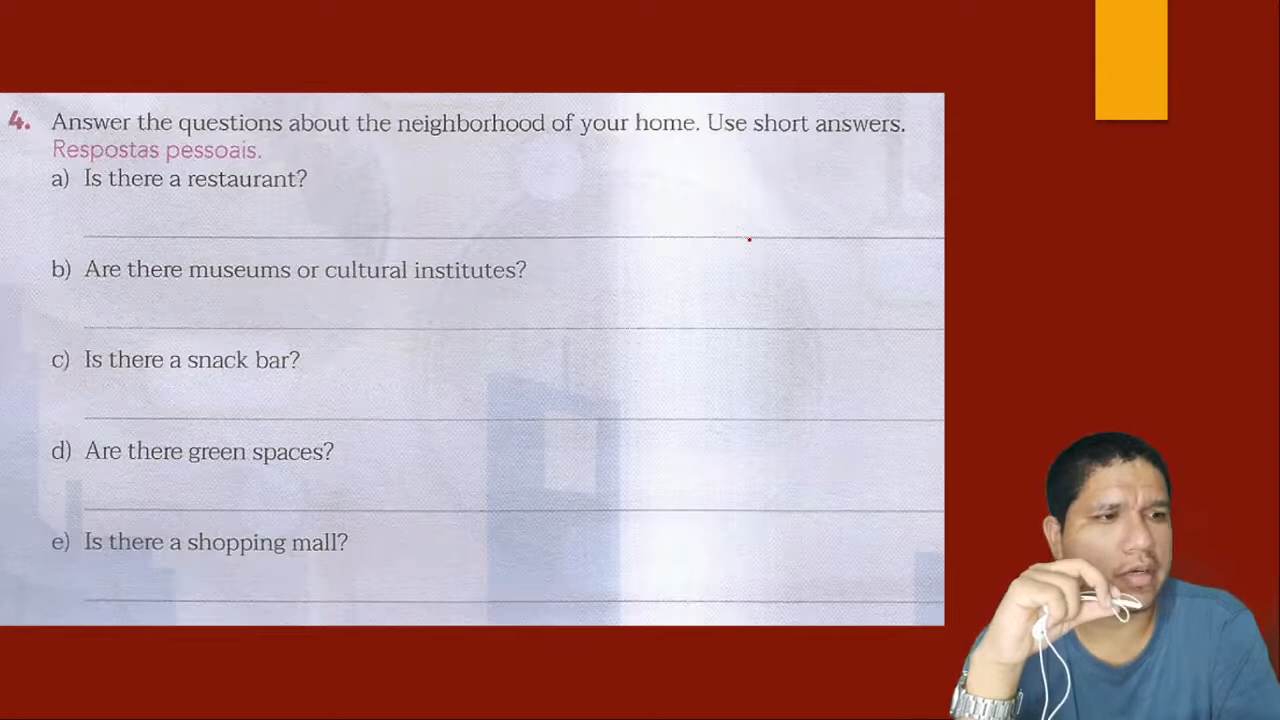 4. Answer the questions about the neighborhood of your home. Use short answers.
Respostas pessoais.
a) Is there a restaurant?
b) Are there museums or cultural institutes?
c) Is there a snack bar?
d) Are there green spaces?
e) Is there a shopping mall?